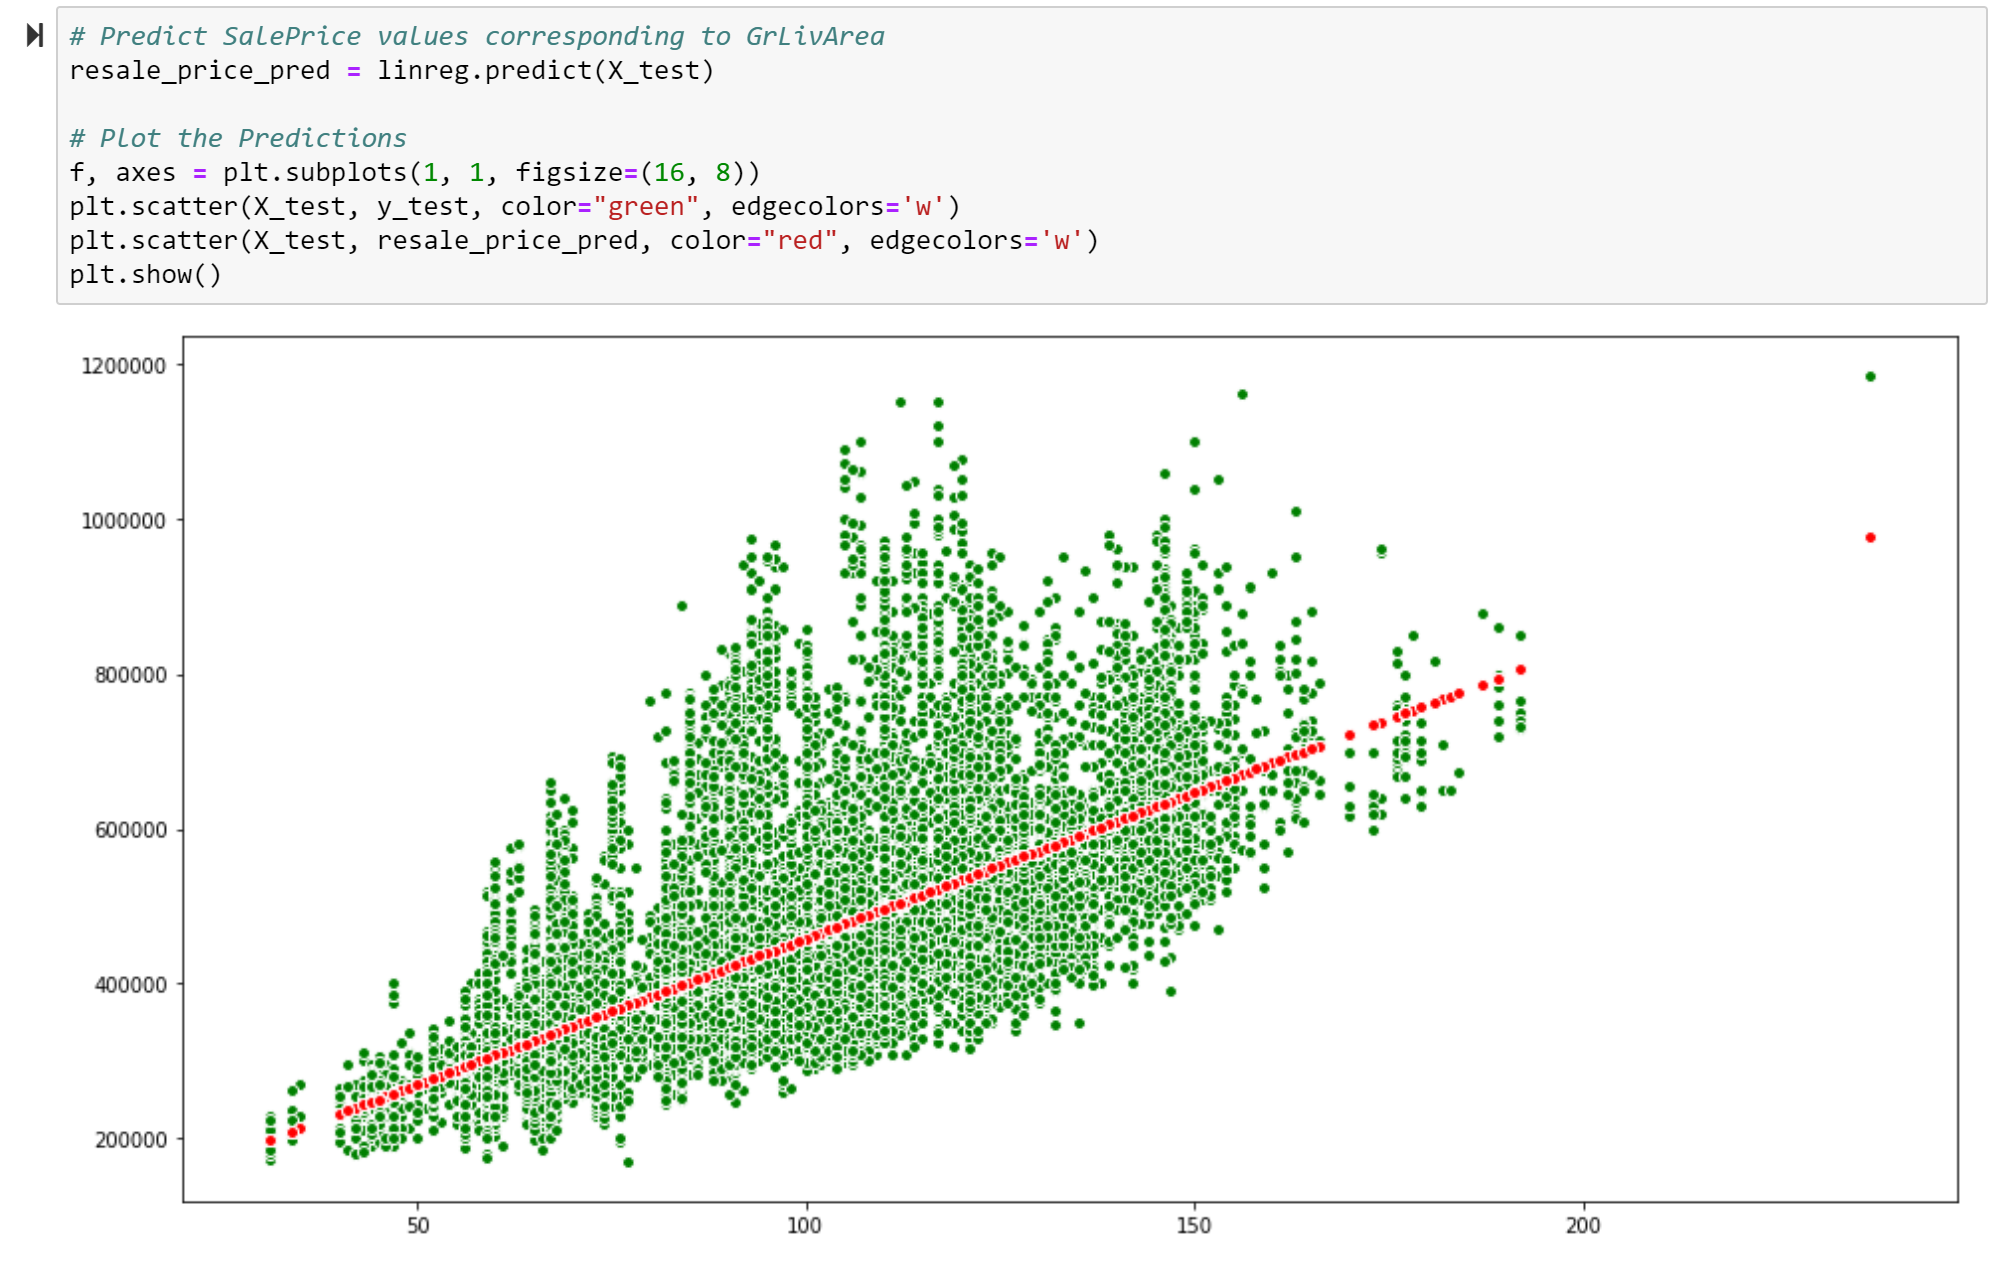 # Predict SalePrice values corresponding to GrLivArea
resale_price_pred = linreg.predict(X_test)
# Plot the Predictions
f, axes = plt.subplots(1, 1, figsize=(16, 8))
plt.scatter(X_test, y_test, color="green", edgecolors='w')
plt.scatter(X_test, resale_price_pred, color="red", edgecolors='w')
plt.show()
1200000
1000000
800000
600000
400000
200000
50 100 150 200